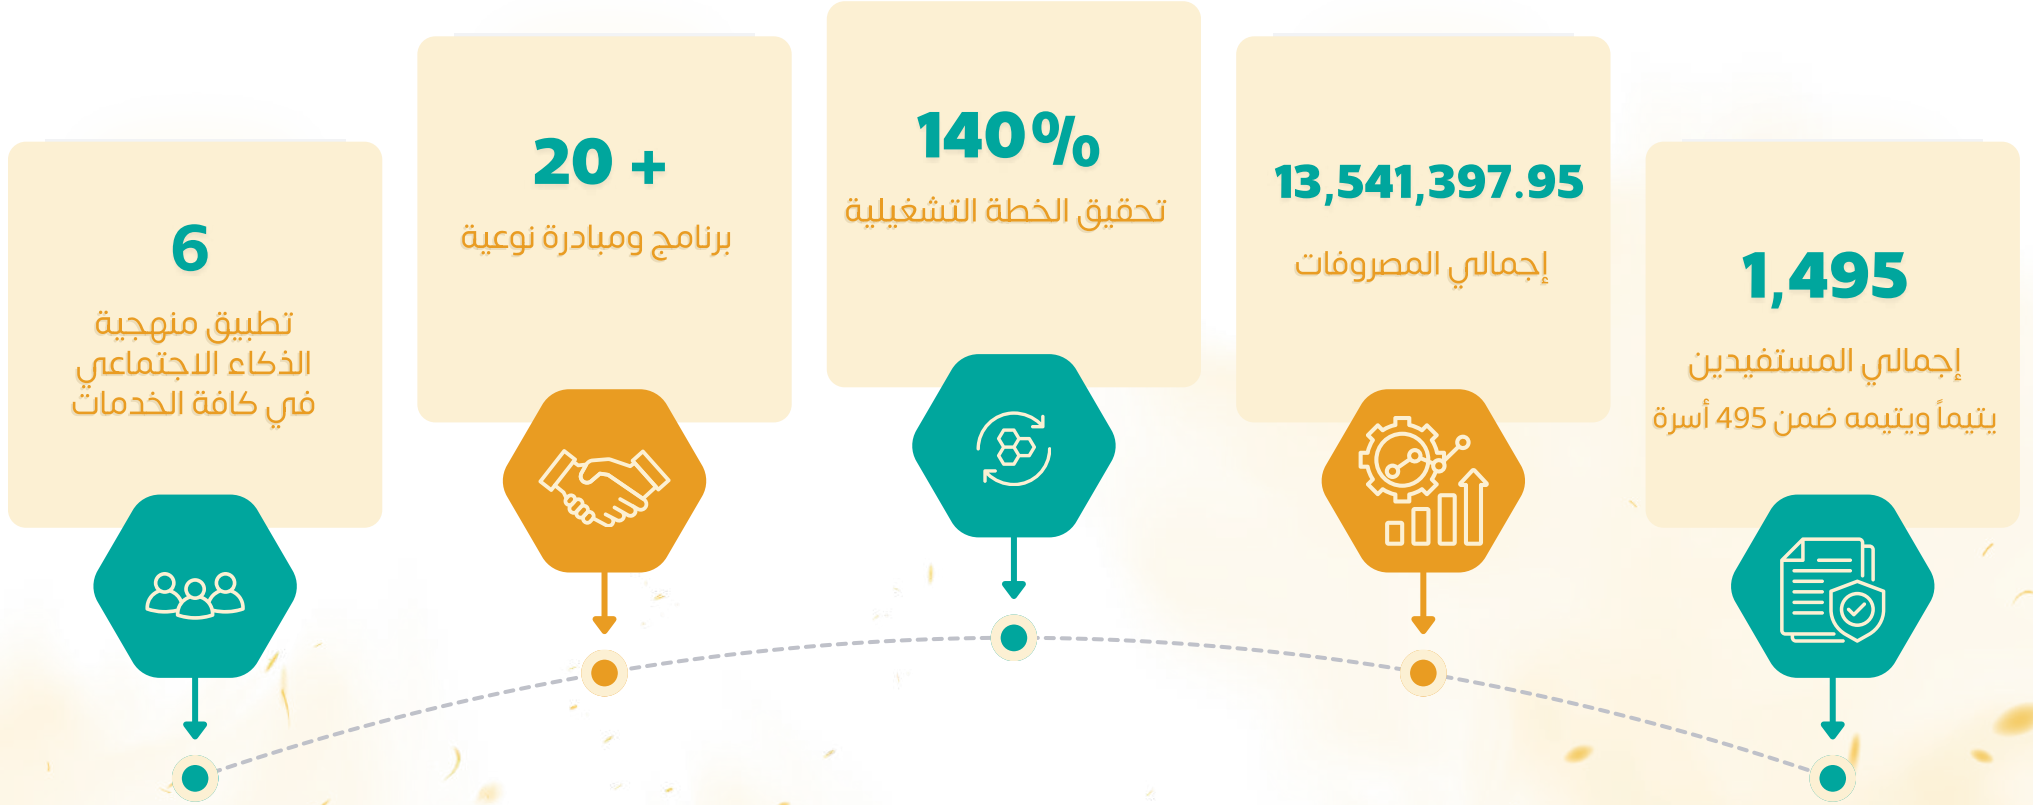 1,495
إجمالي المستفيدين
يتيماً ويتيمه ضمن 495 أسرة
13,541,397.95
إجمالي المصروفات
140%
تحقيق الخطة التشغيلية
20 +
برنامج ومبادرة نوعية
6
تطبيق منهجية
الذكاء الاجتماعي
في كافة الخدمات